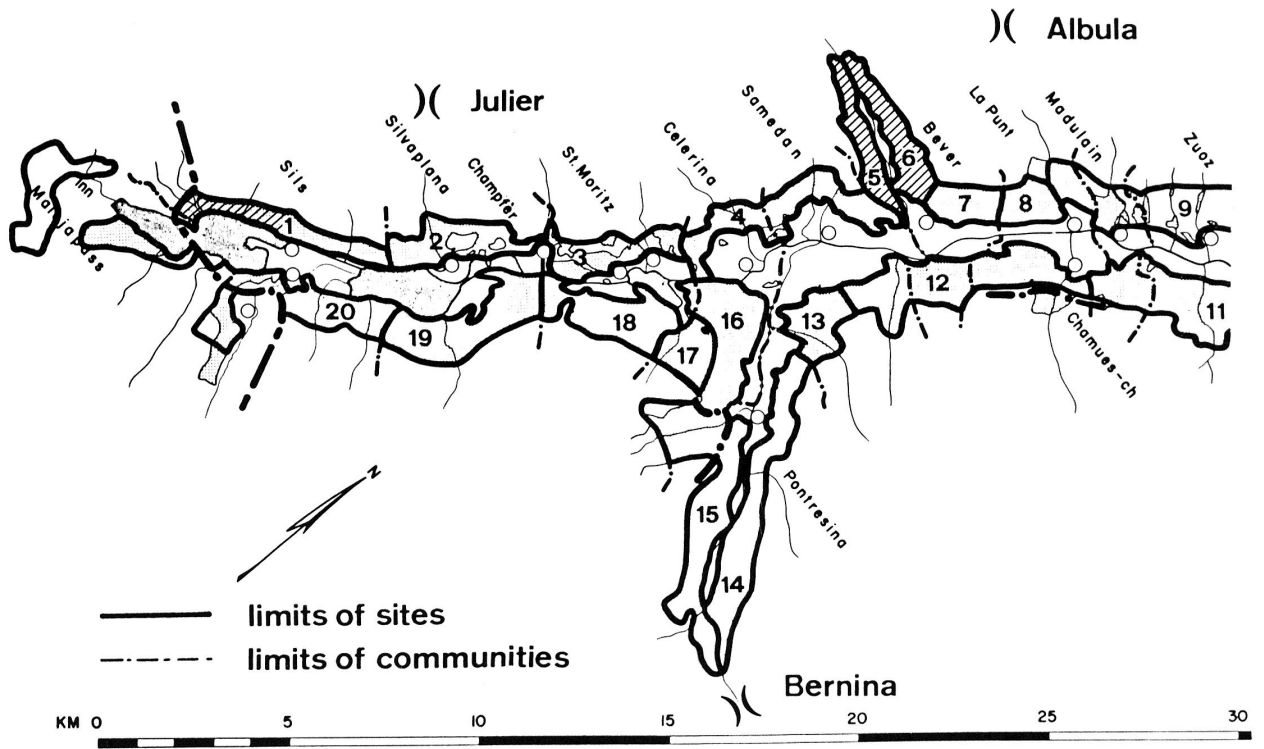 )( Albula
)( Julier
Sils
Silvaplana
Champfèr
St. Moritz
Celerina
Samedan
Bever
La Punt
Madulain
Zuoz
Inn
Maloja Pass
1
2
3
4
5
6
7
8
9
20
19
18
17
16
13
12
11
Chamues-ch
Pontresina
15
14
N
limits of sites
limits of communities
)( Bernina
KM 0 5 10 15 20 25 30